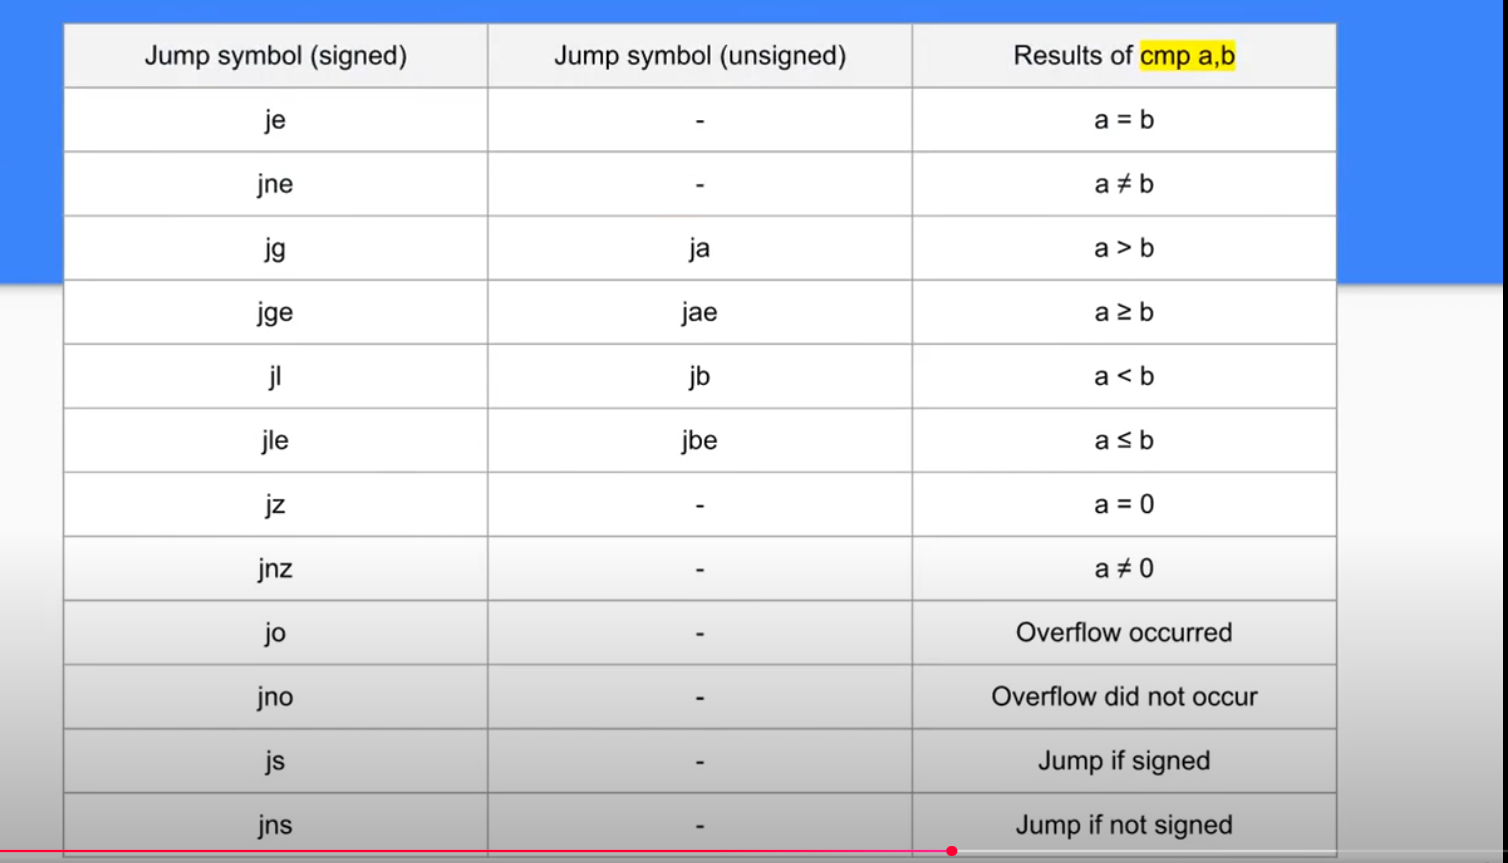 Jump symbol (signed) Jump symbol (unsigned) Results of cmp a,b
je - a = b
jne - a ≠ b
jg ja a > b
jge jae a ≥ b
jl jb a < b
jle jbe a ≤ b
jz - a = 0
jnz - a ≠ 0
jo - Overflow occurred
jno - Overflow did not occur
js - Jump if signed
jns - Jump if not signed